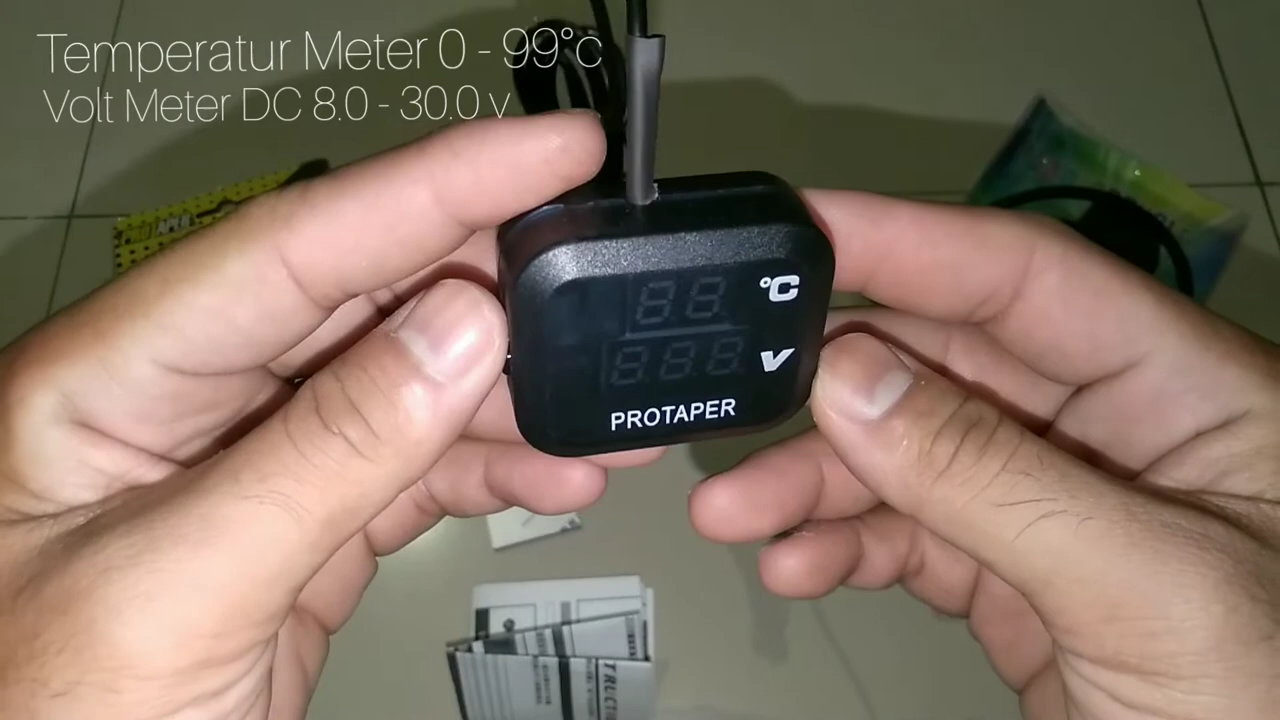 Temperatur Meter 0 - 99°c
Volt Meter DC 8.0 - 30.0 v
°C
V
PROTAPER